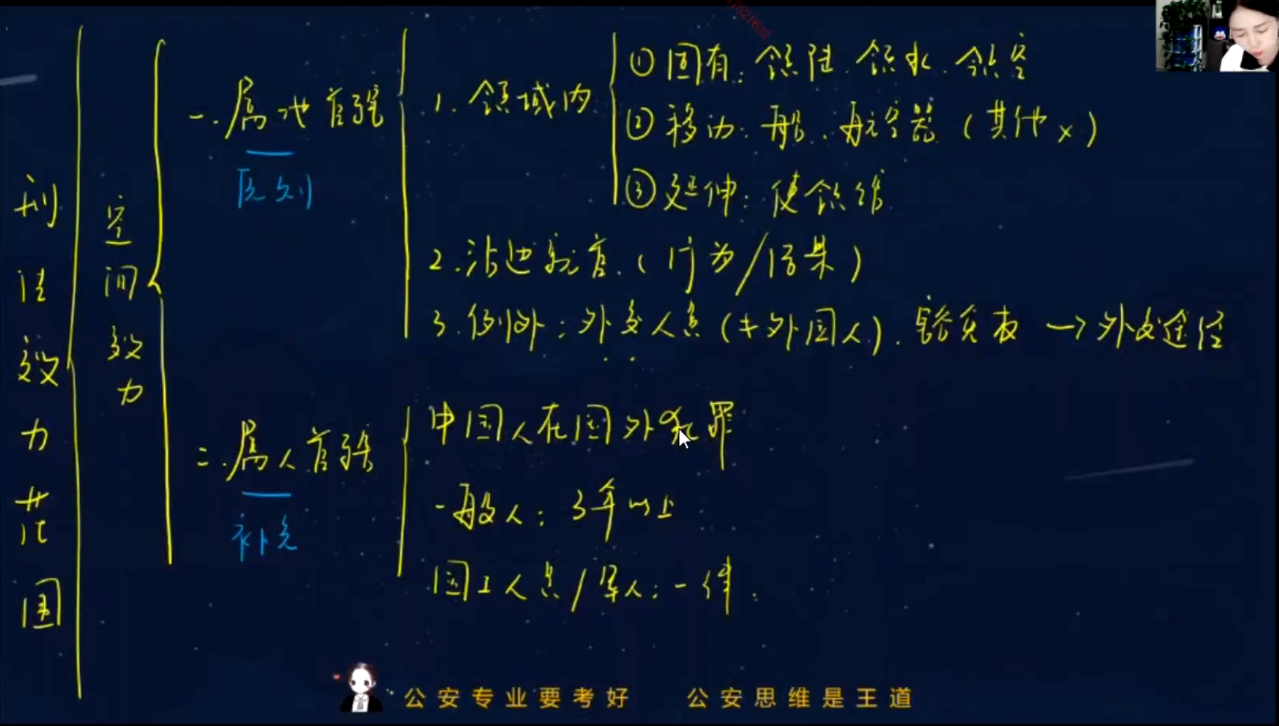 刑法效力范围
空间效力
一.属地管辖
原则
1.领域内
①固有:领陆.领水.领空
②移动:船、航空器(其他×)
③延伸:使领馆
2.沾边就管.(行为/结果)
3.例外:外交人员(≠外国人).豁免权→外交途径
二.属人管辖
补充
中国人在国外犯罪
一般人:3年以上
国工人员/军人:一律.
公安专业要考好 公安思维是王道